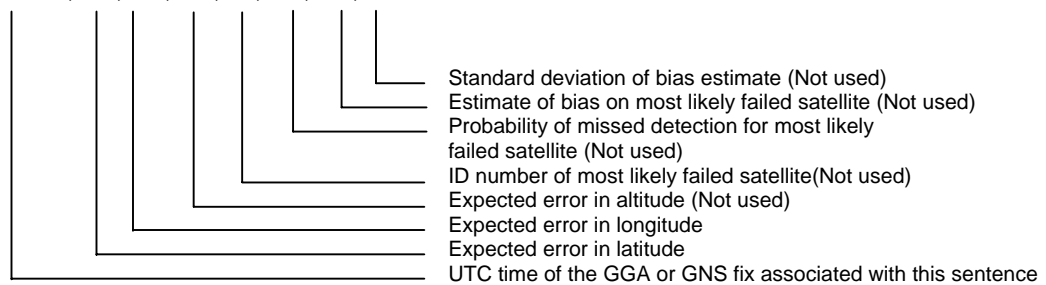 Standard deviation of bias estimate (Not used)
Estimate of bias on most likely failed satellite (Not used)
Probability of missed detection for most likely
failed satellite (Not used)
ID number of most likely failed satellite(Not used)
Expected error in altitude (Not used)
Expected error in longitude
Expected error in latitude
UTC time of the GGA or GNS fix associated with this sentence